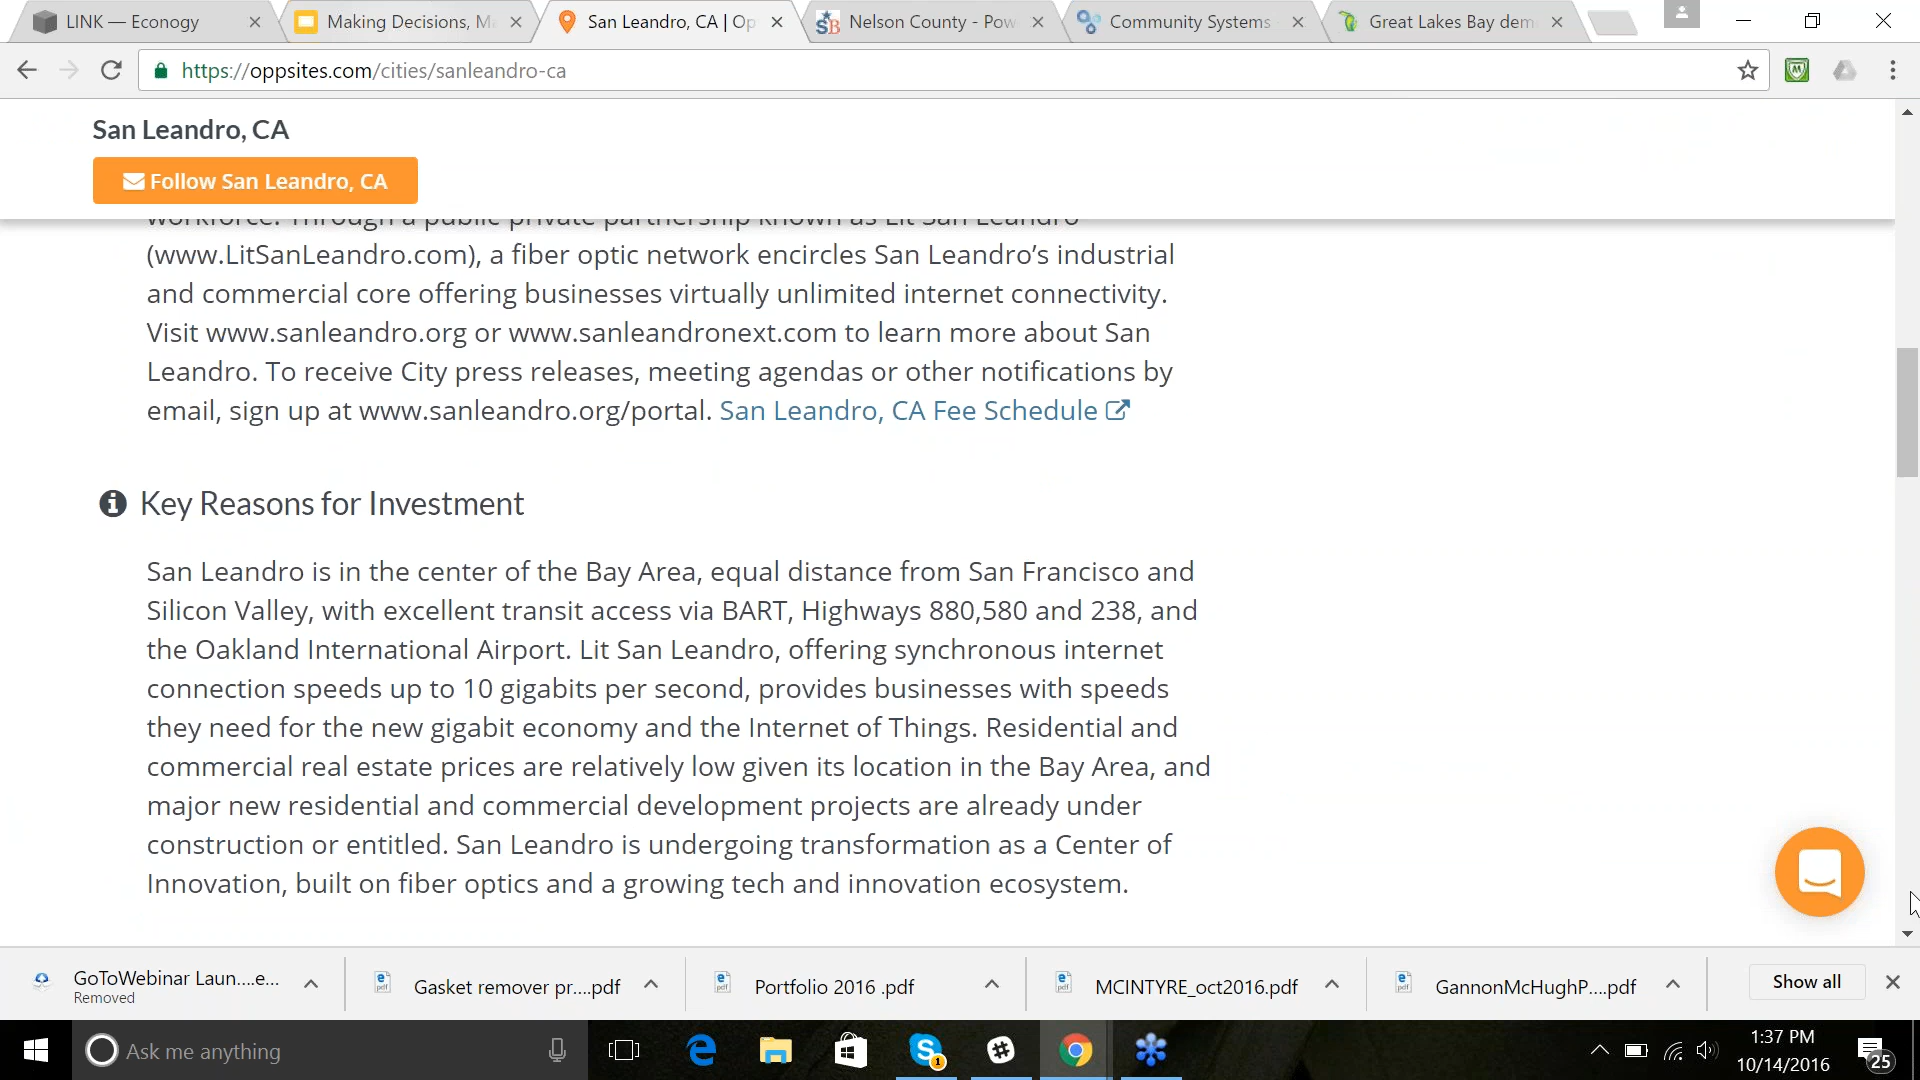 LINK — Econogy
Making Decisions, Ma
San Leandro, CA | Op
Nelson County - Pow
Community Systems
Great Lakes Bay dem
https://oppsites.com/cities/sanleandro-ca
San Leandro, CA
Follow San Leandro, CA
workforce. Through a public private partnership known as Lit San Leandro
(www.LitSanLeandro.com), a fiber optic network encircles San Leandro’s industrial
and commercial core offering businesses virtually unlimited internet connectivity.
Visit www.sanleandro.org or www.sanleandronext.com to learn more about San
Leandro. To receive City press releases, meeting agendas or other notifications by
email, sign up at www.sanleandro.org/portal. San Leandro, CA Fee Schedule
Key Reasons for Investment
San Leandro is in the center of the Bay Area, equal distance from San Francisco and
Silicon Valley, with excellent transit access via BART, Highways 880,580 and 238, and
the Oakland International Airport. Lit San Leandro, offering synchronous internet
connection speeds up to 10 gigabits per second, provides businesses with speeds
they need for the new gigabit economy and the Internet of Things. Residential and
commercial real estate prices are relatively low given its location in the Bay Area, and
major new residential and commercial development projects are already under
construction or entitled. San Leandro is undergoing transformation as a Center of
Innovation, built on fiber optics and a growing tech and innovation ecosystem.
GoToWebinar Laun....e...
Removed
Gasket remover pr....pdf
Portfolio 2016 .pdf
MCINTYRE_oct2016.pdf
GannonMcHughP....pdf
Show all
Ask me anything
1
1:37 PM
10/14/2016
25